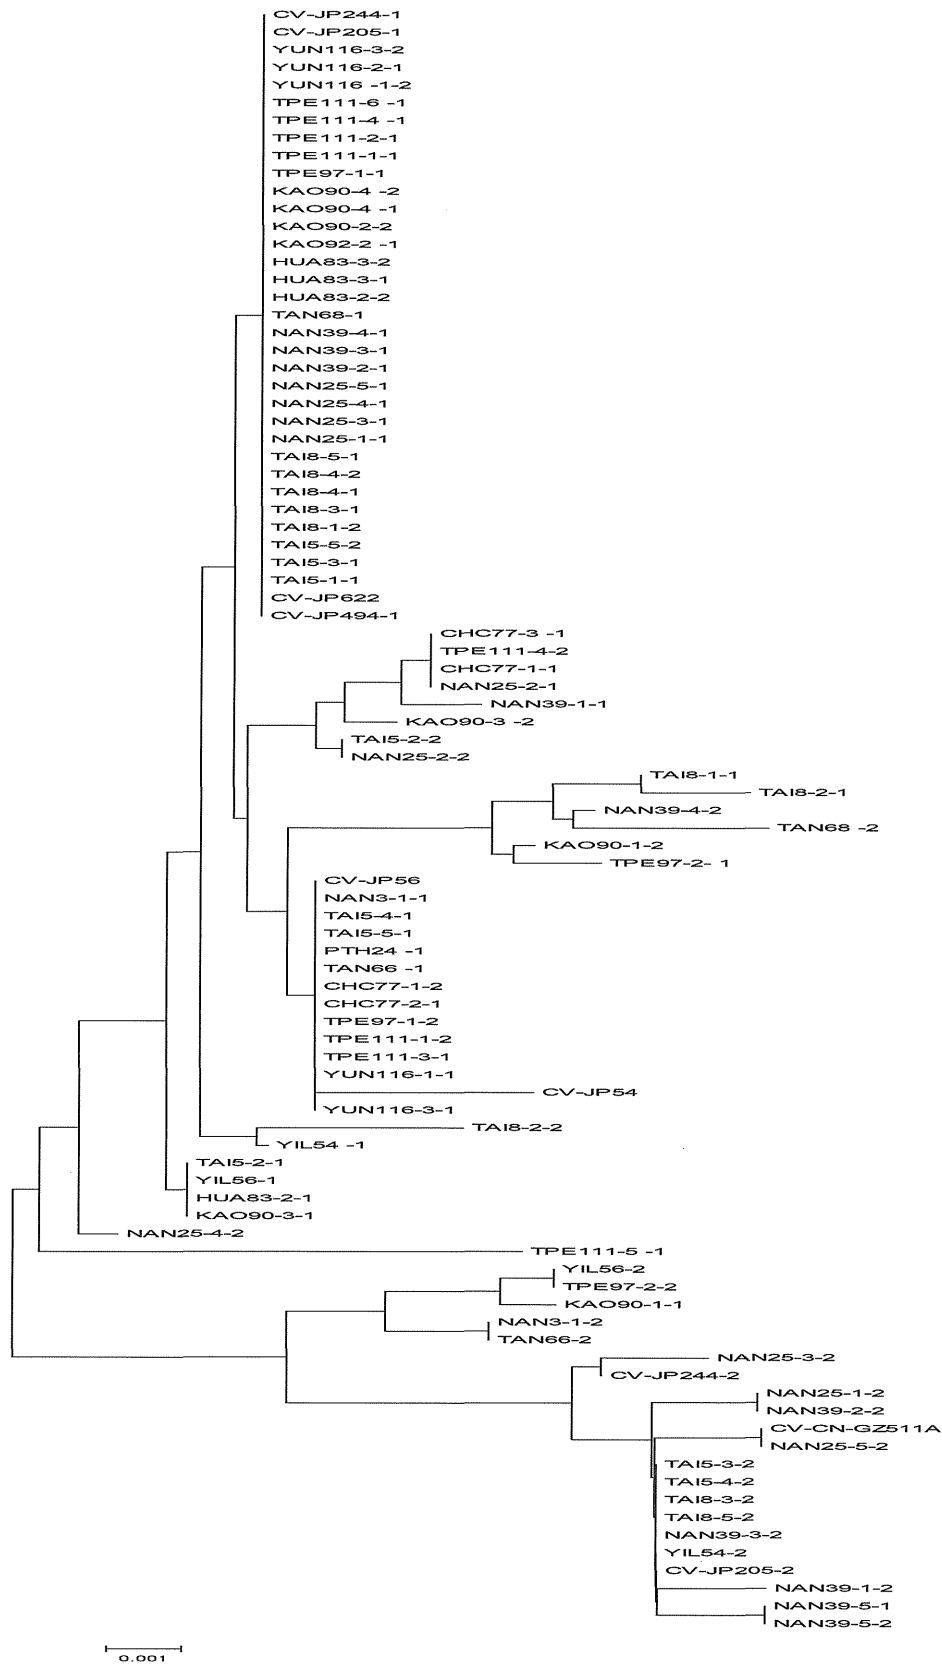 CV-JP244-1
CV-JP205-1
YUN116-3-2
YUN116-2-1
YUN116 -1-2
TPE111-6 -1
TPE111-4 -1
TPE111-2-1
TPE111-1-1
TPE97-1-1
KAO90-4 -2
KAO90-4 -1
KAO90-2-2
KAO92-2 -1
HUA83-3-2
HUA83-3-1
HUA83-2-2
TAN68-1
NAN39-4-1
NAN39-3-1
NAN39-2-1
NAN25-5-1
NAN25-4-1
NAN25-3-1
NAN25-1-1
TAI8-5-1
TAI8-4-2
TAI8-4-1
TAI8-3-1
TAI8-1-2
TAI5-5-2
TAI5-3-1
TAI5-1-1
CV-JP622
CV-JP494-1
CHC77-3 -1
TPE111-4-2
CHC77-1-1
NAN25-2-1
NAN39-1-1
KAO90-3 -2
TAI5-2-2
NAN25-2-2
TAI8-1-1
TAI8-2-1
NAN39-4-2
TAN68 -2
KAO90-1-2
TPE97-2- 1
CV-JP56
NAN3-1-1
TAI5-4-1
TAI5-5-1
PTH24 -1
TAN66 -1
CHC77-1-2
CHC77-2-1
TPE97-1-2
TPE111-1-2
TPE111-3-1
YUN116-1-1
CV-JP54
YUN116-3-1
TAI8-2-2
YIL54 -1
TAI5-2-1
YIL56-1
HUA83-2-1
KAO90-3-1
NAN25-4-2
TPE111-5 -1
YIL56-2
TPE97-2-2
KAO90-1-1
NAN3-1-2
TAN66-2
NAN25-3-2
CV-JP244-2
NAN25-1-2
NAN39-2-2
CV-CN-GZ511A
NAN25-5-2
TAI5-3-2
TAI5-4-2
TAI8-3-2
TAI8-5-2
NAN39-3-2
YIL54-2
CV-JP205-2
NAN39-1-2
NAN39-5-1
NAN39-5-2
0.001